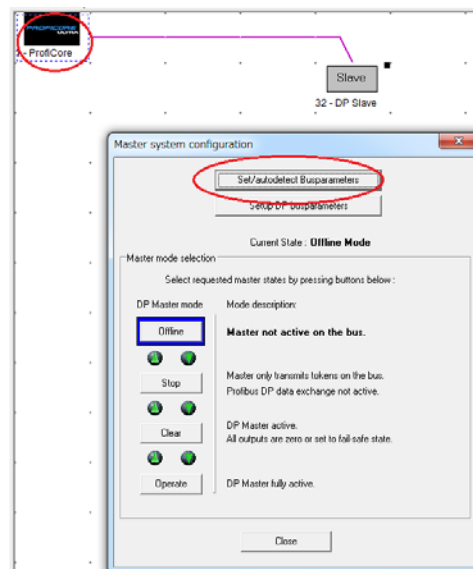 PROFICORE
ULTRA
- ProfiCore
Slave
32 - DP Slave
Master system configuration
Set/autodetect Busparameters
Setup DP busparameters
Current State : Offline Mode
Master mode selection
Select requested master states by pressing buttons below :
DP Master mode
Mode description:
Offline
Master not active on the bus.
Stop
Master only transmits tokens on the bus.
Profibus DP data exchange not active.
Clear
DP Master active.
All outputs are zero or set to fail-safe state.
Operate
DP Master fully active.
Close